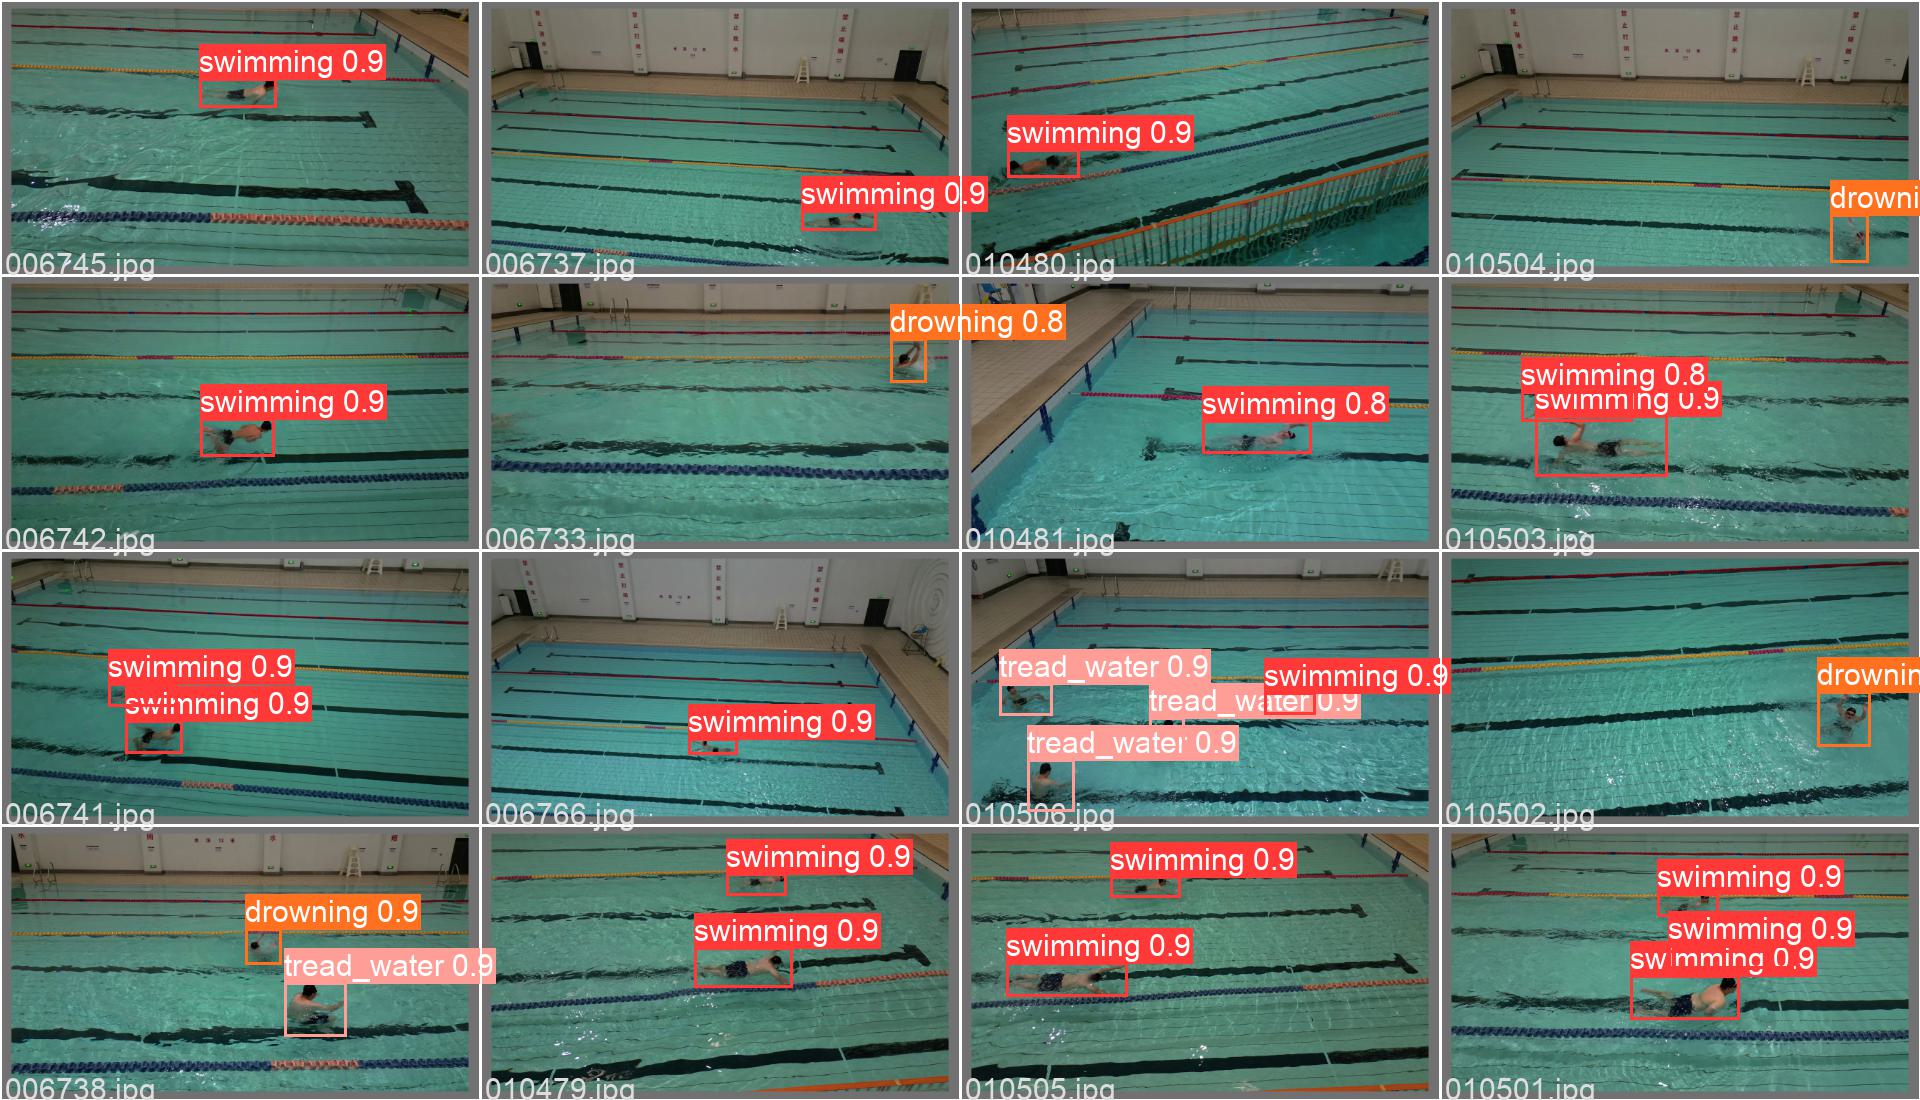 swimming 0.9
006745.jpg
swimming 0.9
006737.jpg
swimming 0.9
010480.jpg
drowni
010504.jpg
swimming 0.9
006742.jpg
drowning 0.8
006733.jpg
swimming 0.8
010481.jpg
swimming 0.8
swimming 0.9
010503.jpg
swimming 0.9
swimming 0.9
006741.jpg
swimming 0.9
006766.jpg
tread_water 0.9
swimming 0.9
tread_water 0.9
tread_water 0.9
010506.jpg
drownin
010502.jpg
drowning 0.9
tread_water 0.9
006738.jpg
swimming 0.9
swimming 0.9
010479.jpg
swimming 0.9
swimming 0.9
010505.jpg
swimming 0.9
swimming 0.9
swimming 0.9
010501.jpg